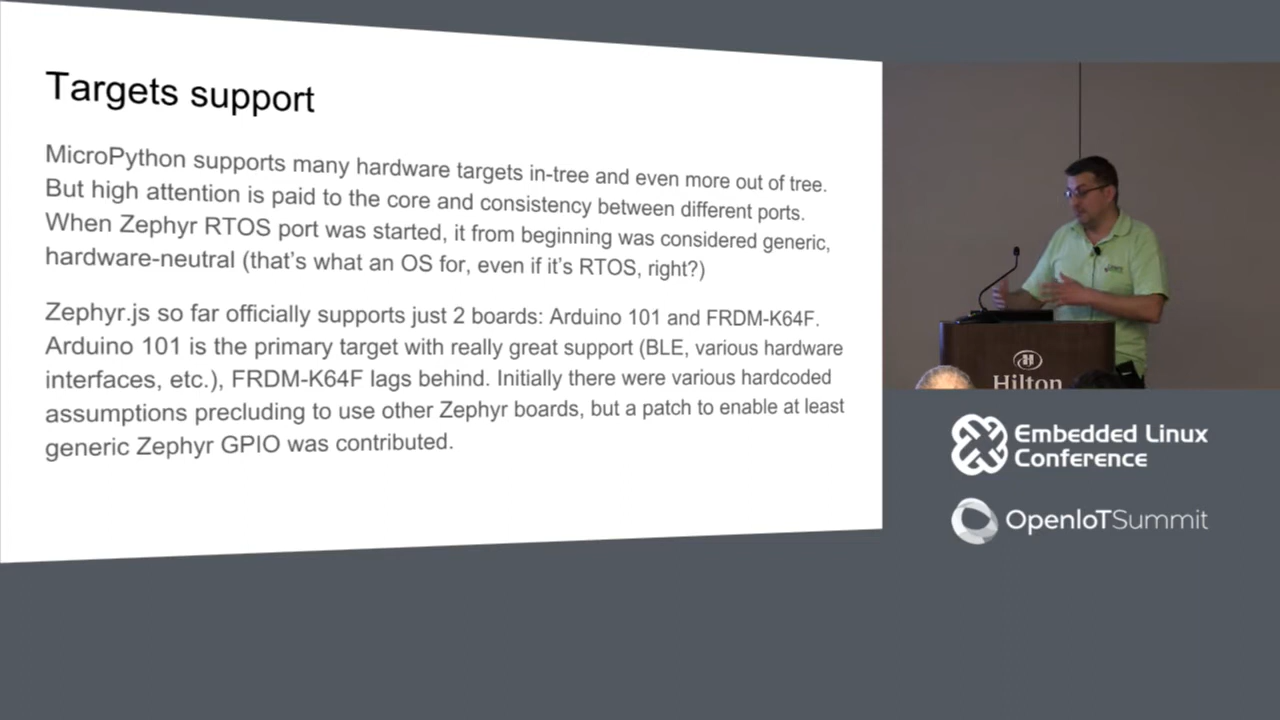 Targets support
MicroPython supports many hardware targets in-tree and even more out of tree.
But high attention is paid to the core and consistency between different ports.
When Zephyr RTOS port was started, it from beginning was considered generic,
hardware-neutral (that's what an OS for, even if it's RTOS, right?)
Zephyr.js so far officially supports just 2 boards: Arduino 101 and FRDM-K64F.
Arduino 101 is the primary target with really great support (BLE, various hardware
interfaces, etc.), FRDM-K64F lags behind. Initially there were various hardcoded
assumptions precluding to use other Zephyr boards, but a patch to enable at least
generic Zephyr GPIO was contributed.
Hilton
Embedded Linux
Conference
OpenIoTSummit